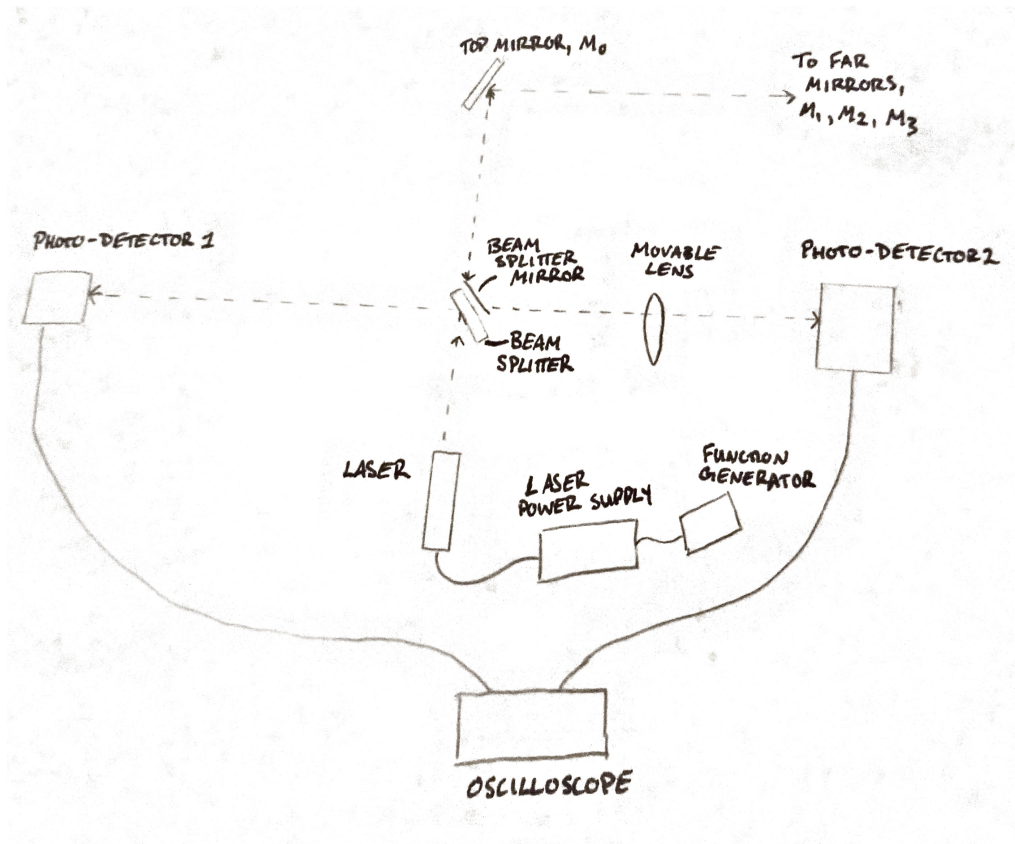 TOP MIRROR, M₀
TO FAR
MIRRORS,
M₁, M₂, M₃
PHOTO-DETECTOR 1
BEAM
SPLITTER
MIRROR
MOVABLE
LENS
PHOTO-DETECTOR 2
BEAM
SPLITTER
LASER
LASER
POWER SUPPLY
FUNCTION
GENERATOR
OSCILLOSCOPE